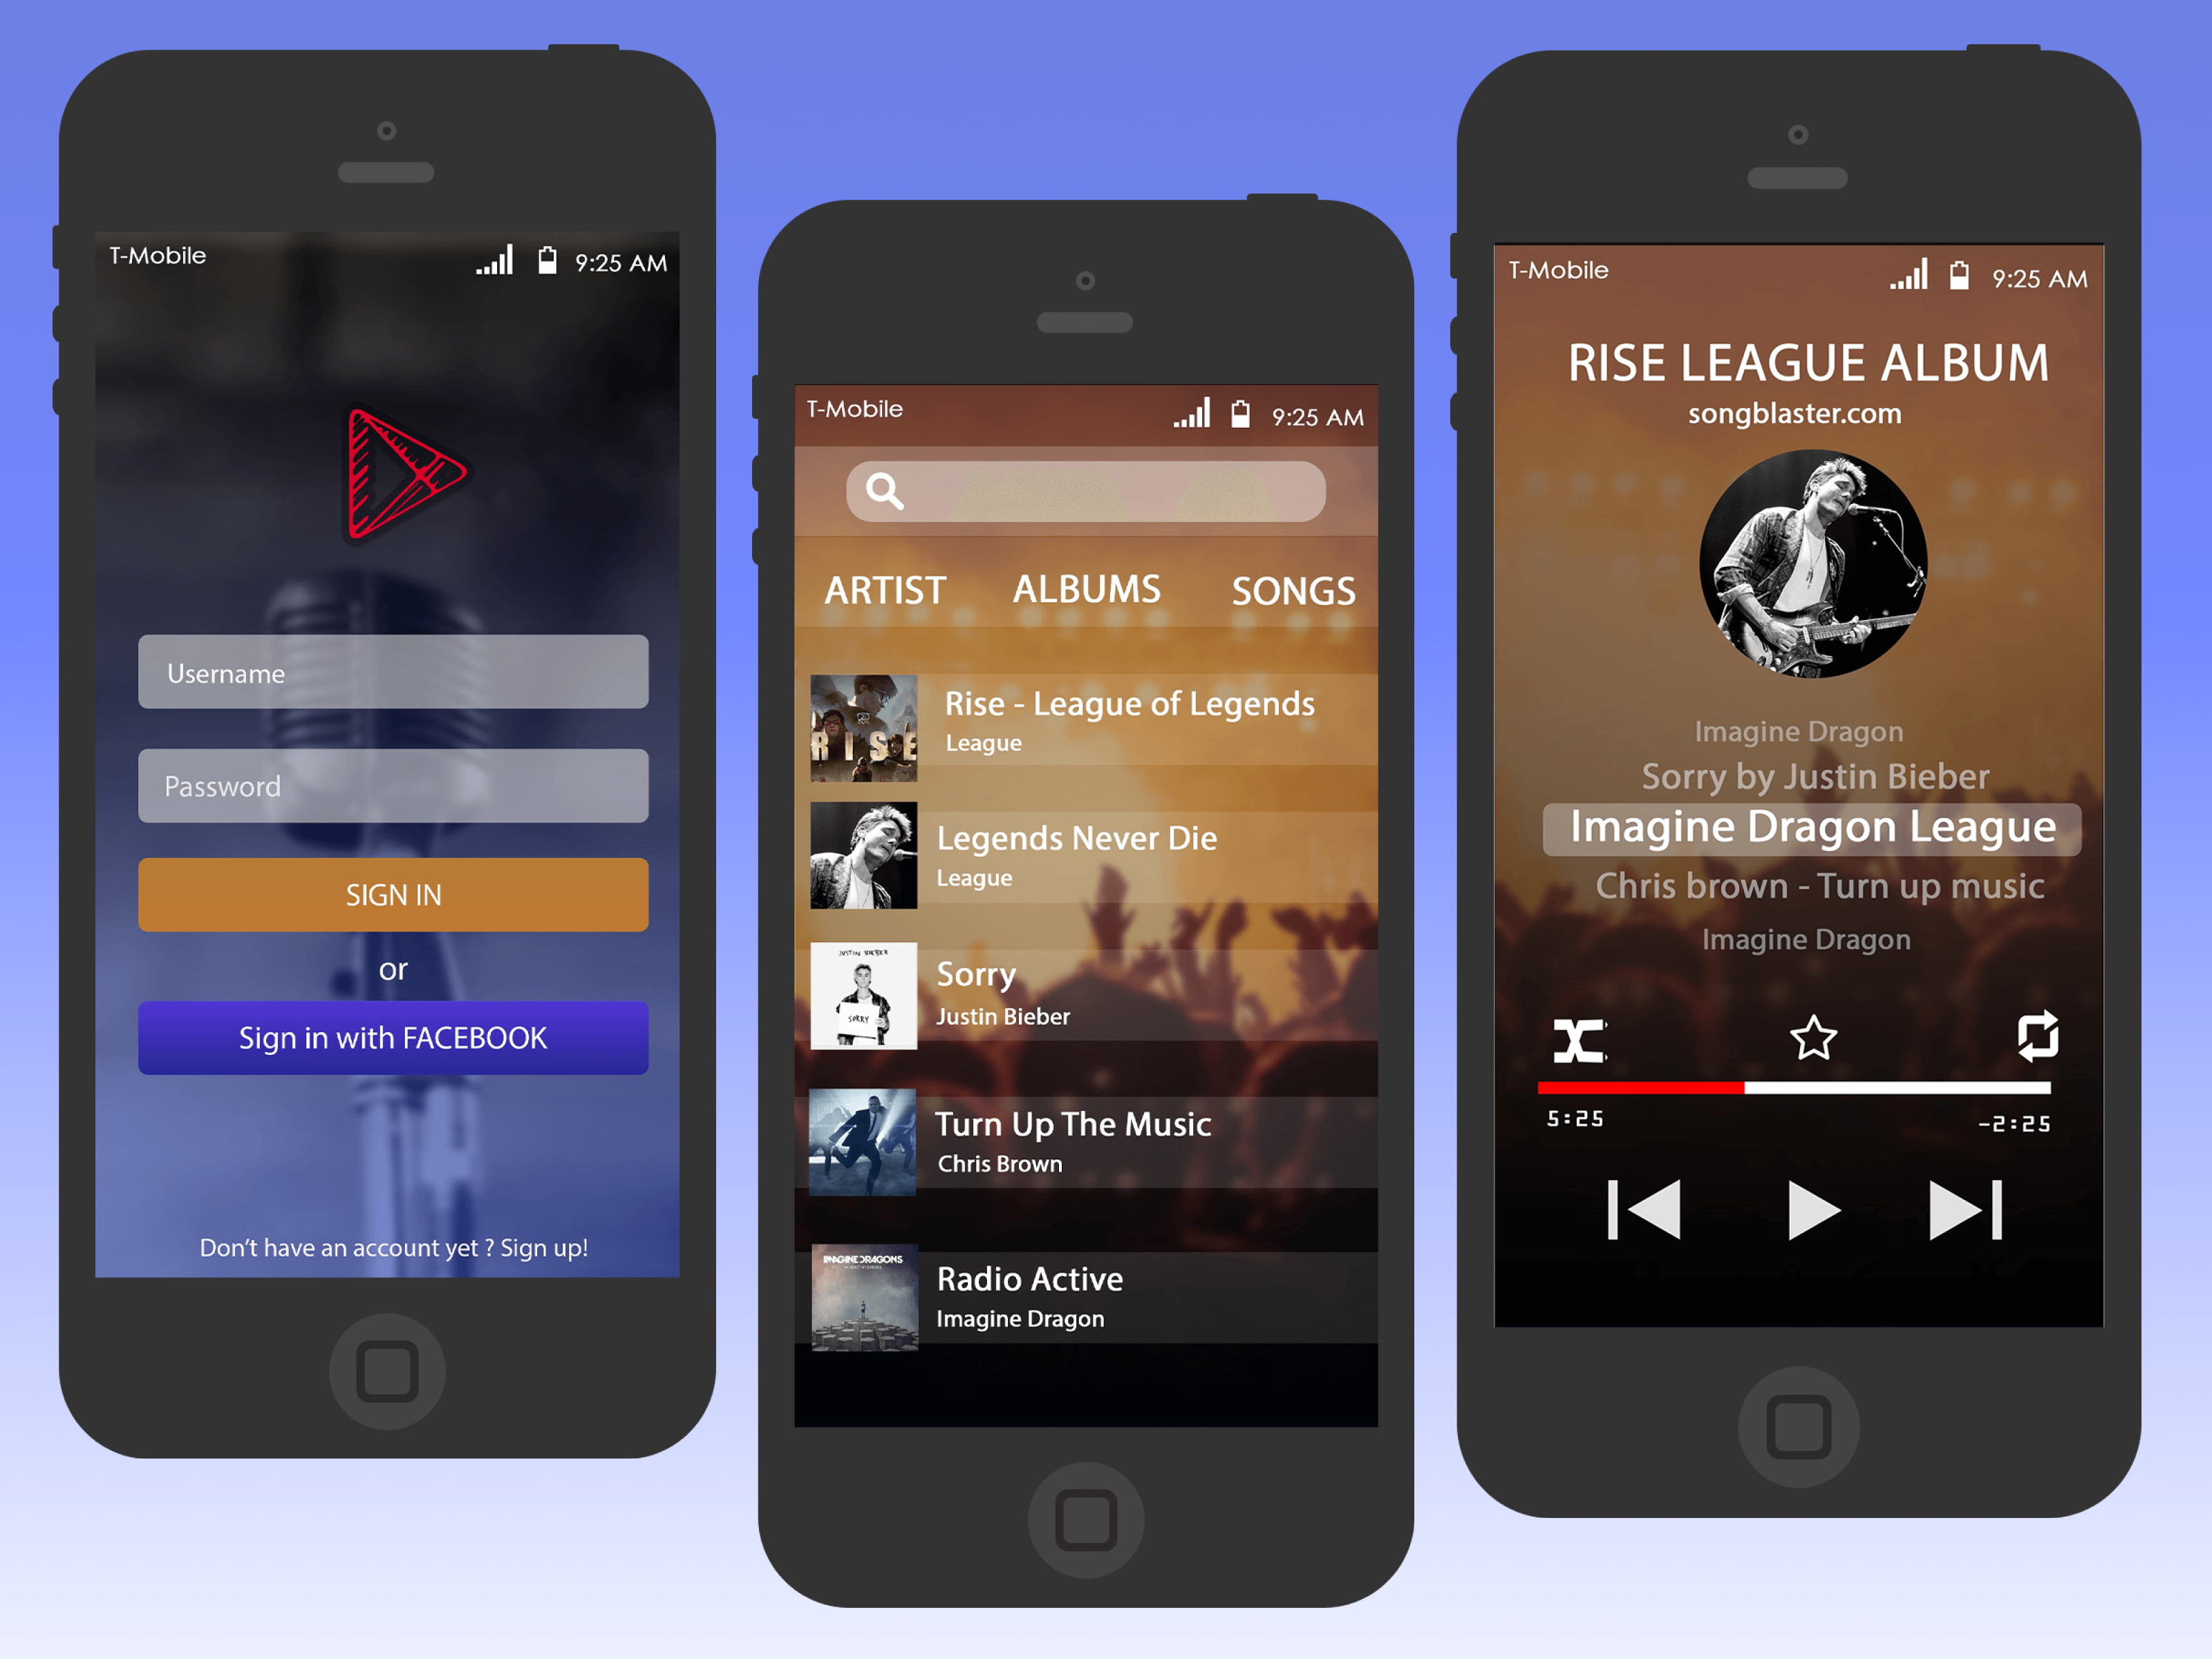 T-Mobile
9:25 AM
Username
Password
SIGN IN
or
Sign in with FACEBOOK
Don't have an account yet ? Sign up!
T-Mobile
9:25 AM
ARTIST
ALBUMS
SONGS
RISE
Rise - League of Legends
League
Legends Never Die
League
JUSTIN BIEBER
SORRY
Sorry
Justin Bieber
Turn Up The Music
Chris Brown
IMAGINE DRAGONS
NIGHT VISIONS
Radio Active
Imagine Dragon
T-Mobile
9:25 AM
RISE LEAGUE ALBUM
songblaster.com
Imagine Dragon
Sorry by Justin Bieber
Imagine Dragon League
Chris brown - Turn up music
Imagine Dragon
5:25
-2:25